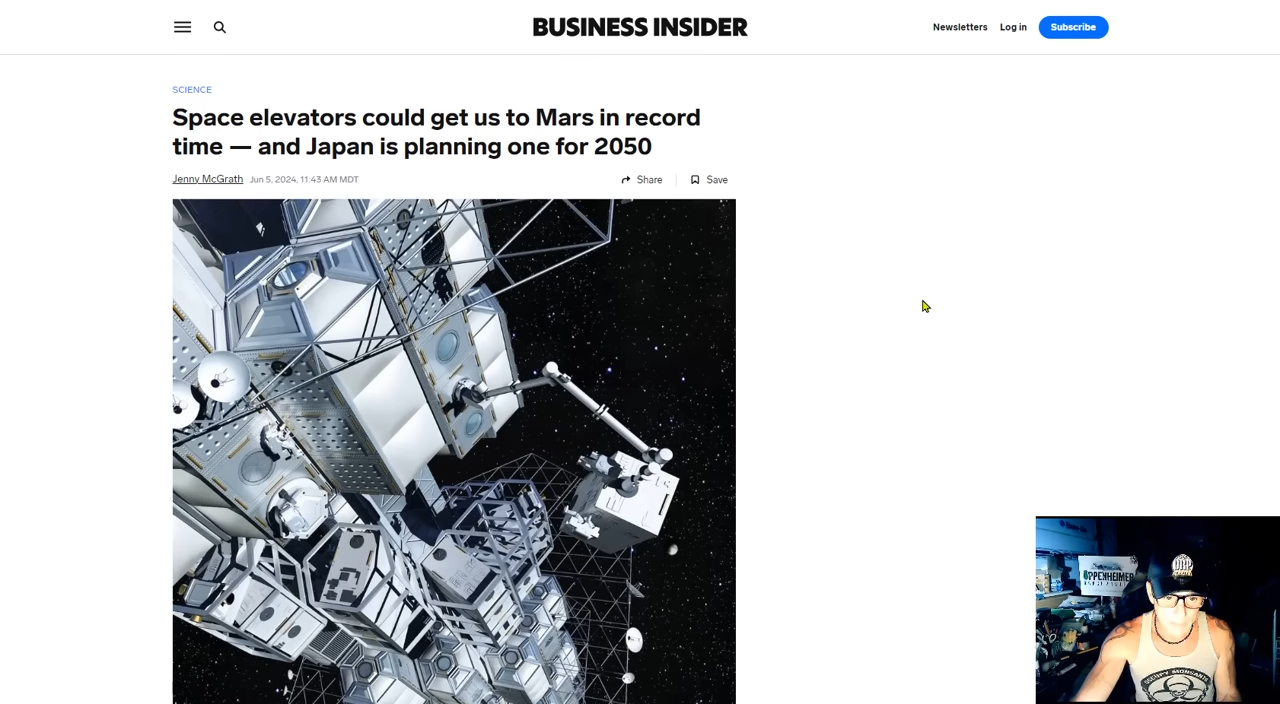 BUSINESS INSIDER
Newsletters Log in Subscribe
SCIENCE
Space elevators could get us to Mars in record
time — and Japan is planning one for 2050
Jenny McGrath Jun 5, 2024, 11:43 AM MDT
Share Save
OPPENHEIMER